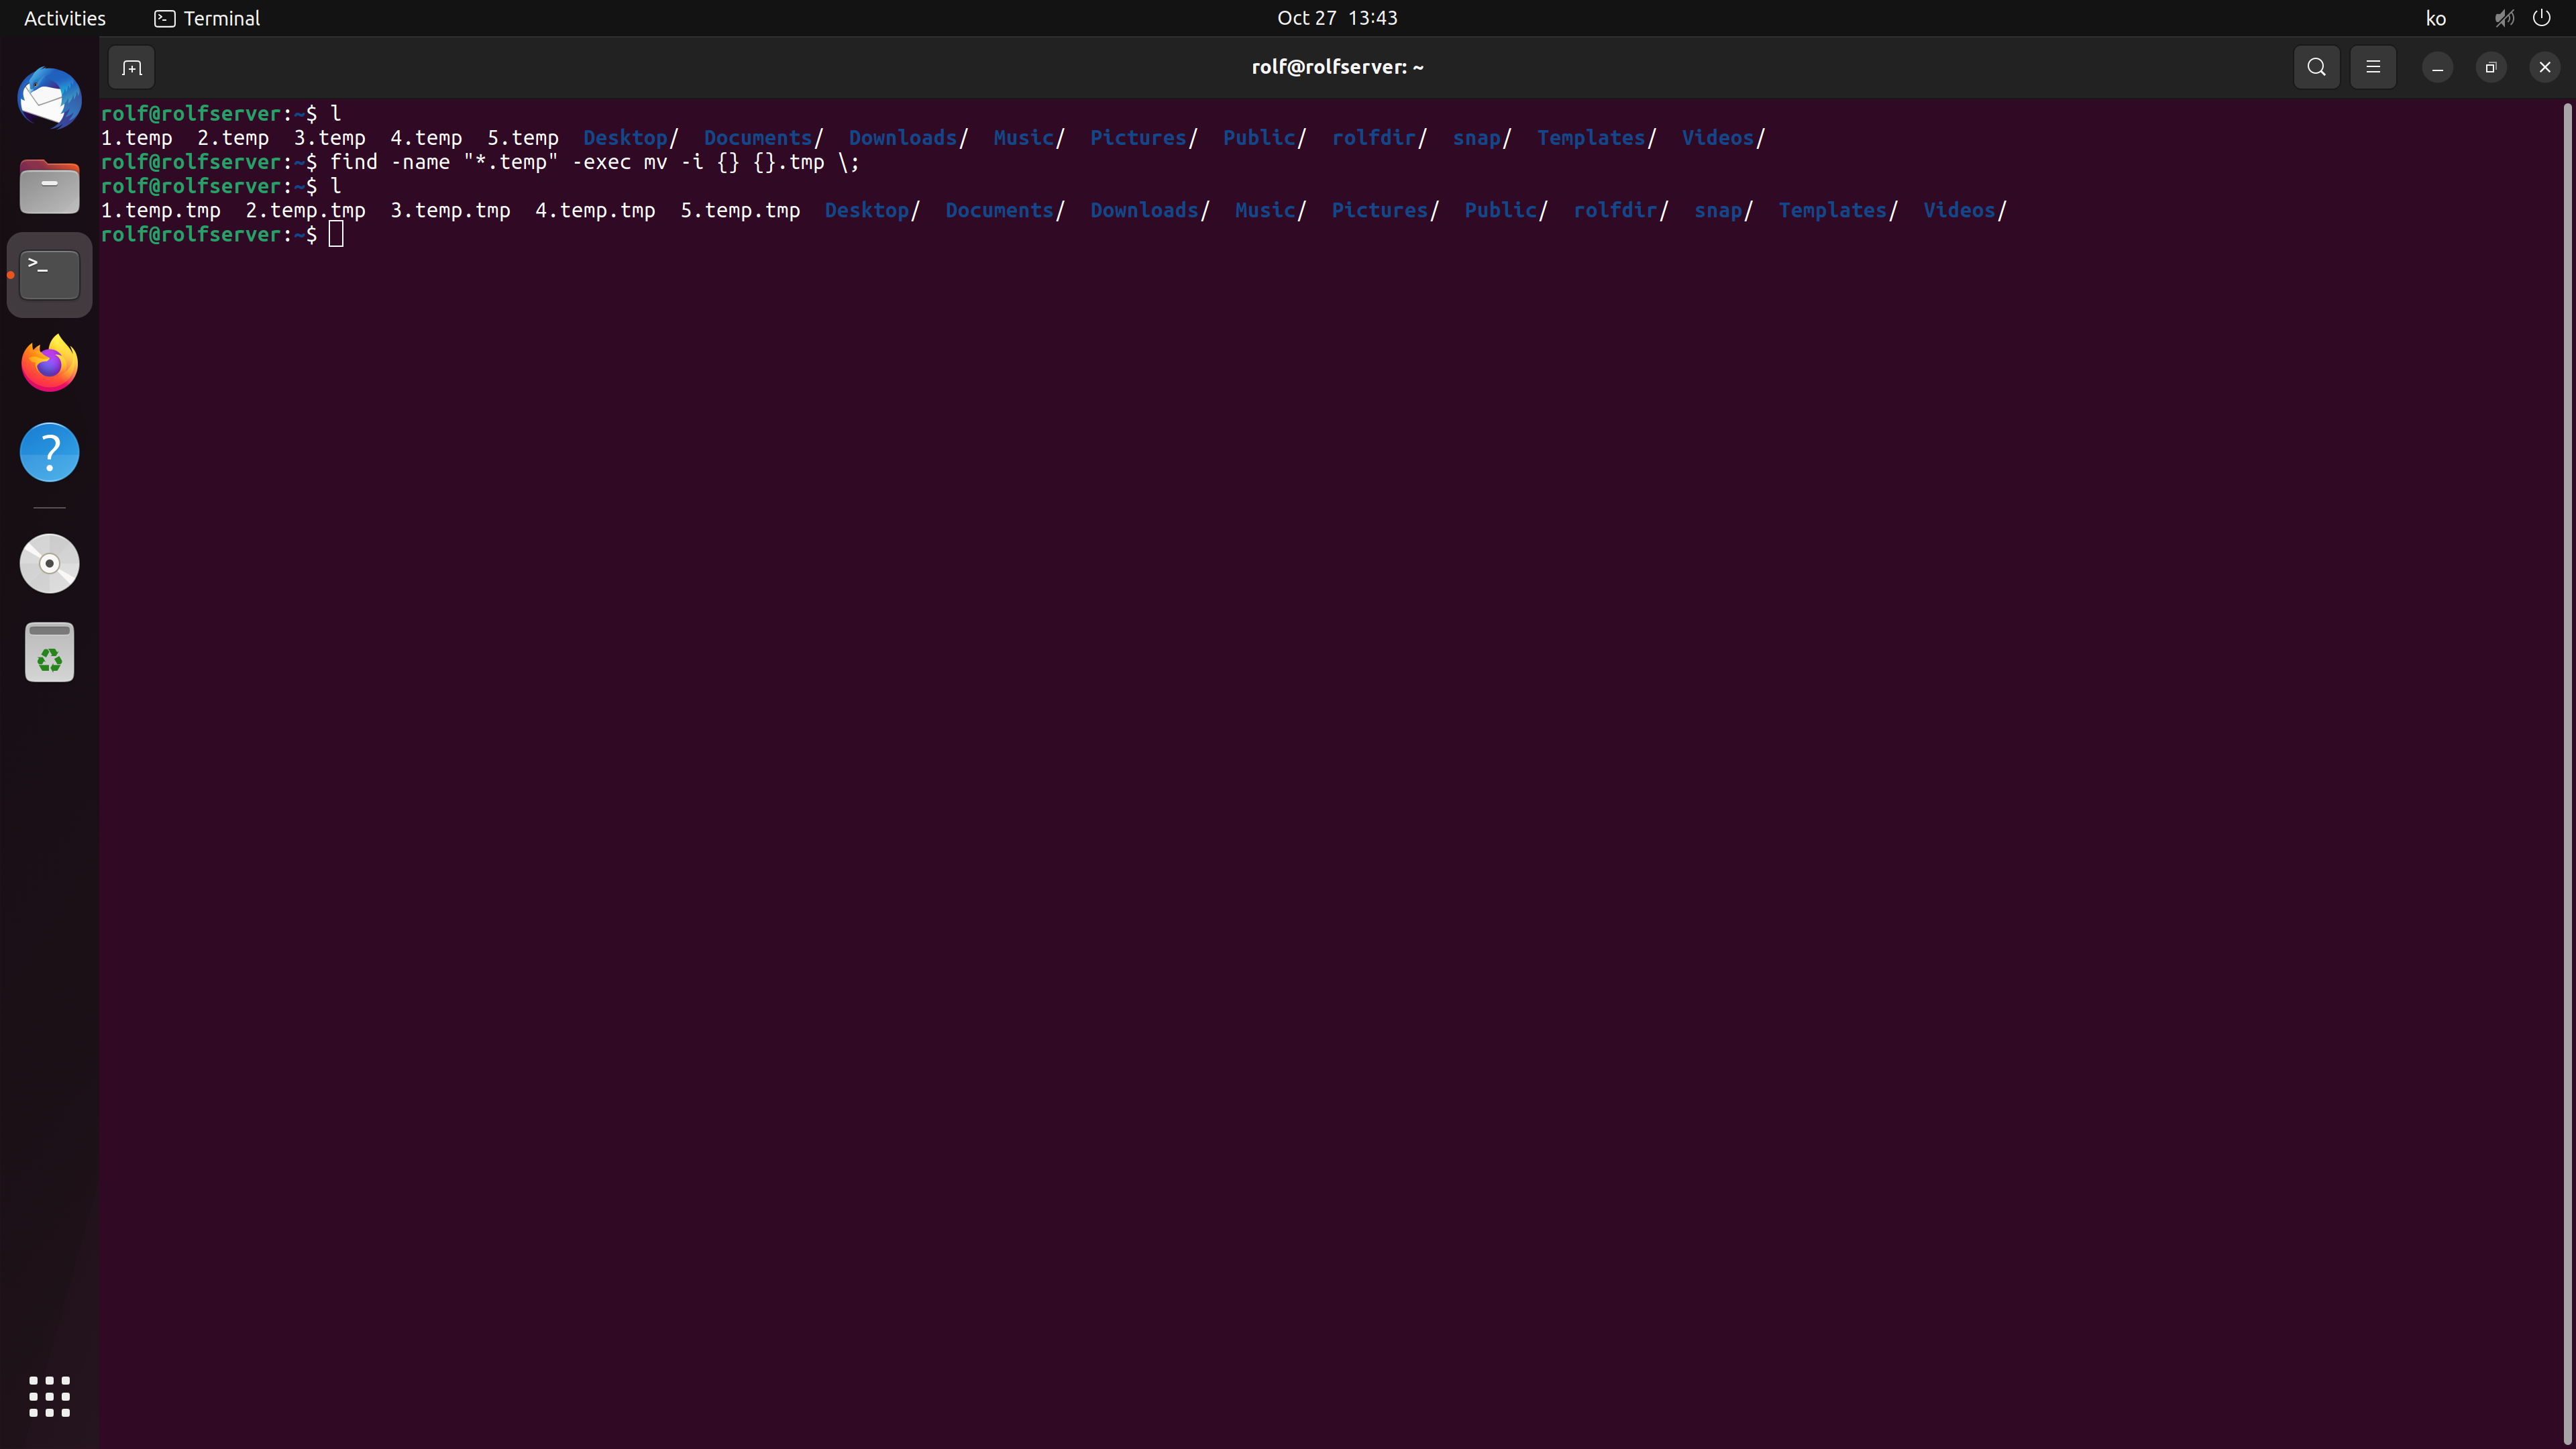 Activities Terminal Oct 27 13:43 ko
rolf@rolfserver: ~
rolf@rolfserver:~$ l
1.temp 2.temp 3.temp 4.temp 5.temp Desktop/ Documents/ Downloads/ Music/ Pictures/ Public/ rolfdir/ snap/ Templates/ Videos/
rolf@rolfserver:~$ find -name "*.temp" -exec mv -i {} {}.tmp \;
rolf@rolfserver:~$ l
1.temp.tmp 2.temp.tmp 3.temp.tmp 4.temp.tmp 5.temp.tmp Desktop/ Documents/ Downloads/ Music/ Pictures/ Public/ rolfdir/ snap/ Templates/ Videos/
rolf@rolfserver:~$